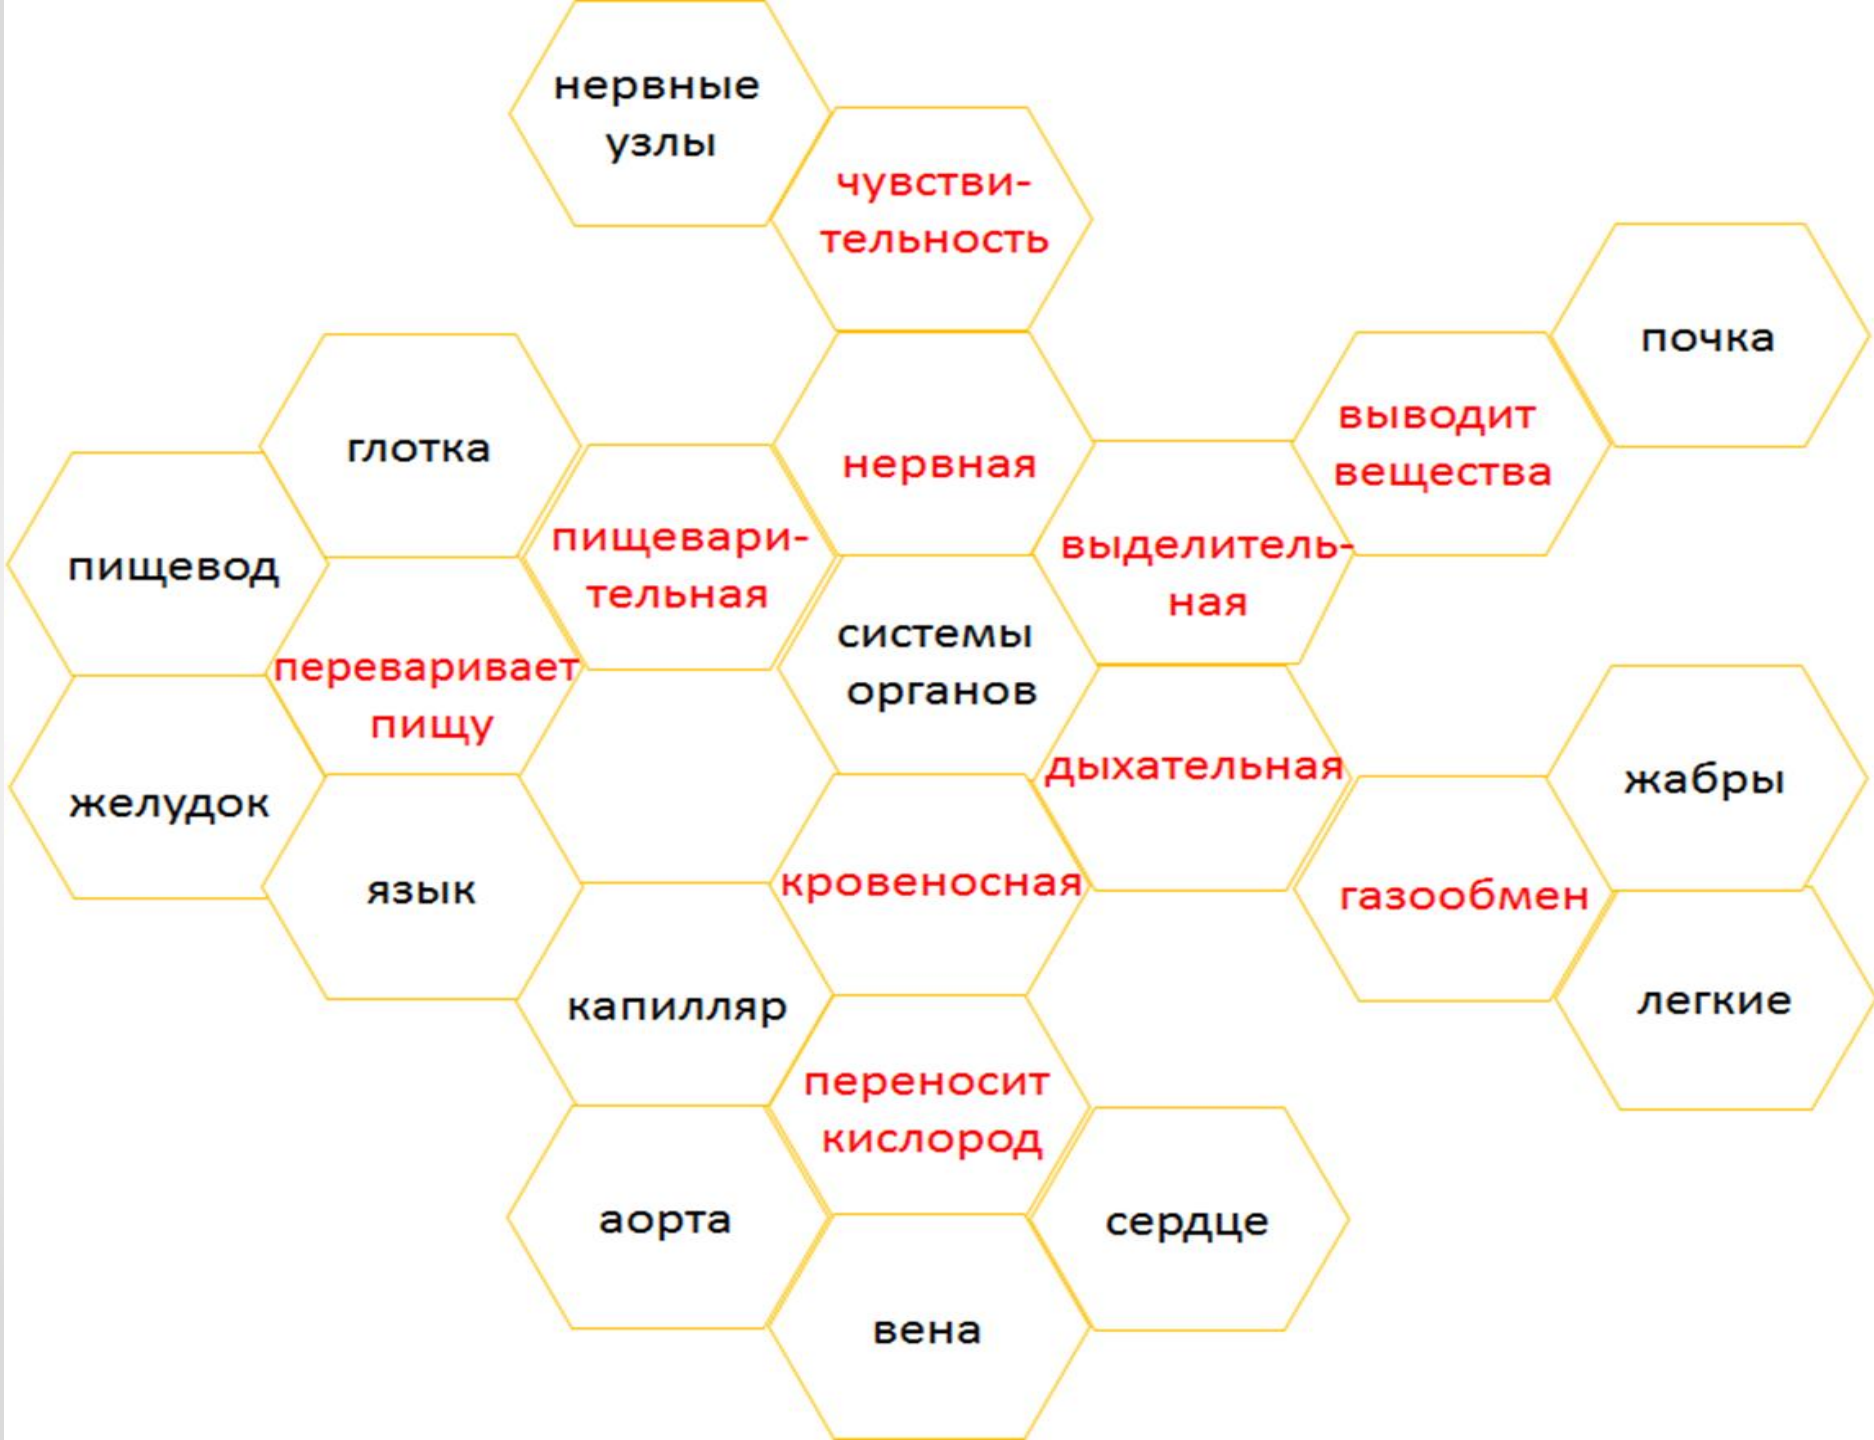 нервные
узлы
чувстви-
тельность
почка
выводит
вещества
глотка
нервная
пищевод
пищевари-
тельная
выделитель-
ная
системы
органов
переваривает
пищу
дыхательная
жабры
желудок
язык
кровеносная
газообмен
капилляр
легкие
переносит
кислород
аорта
сердце
вена